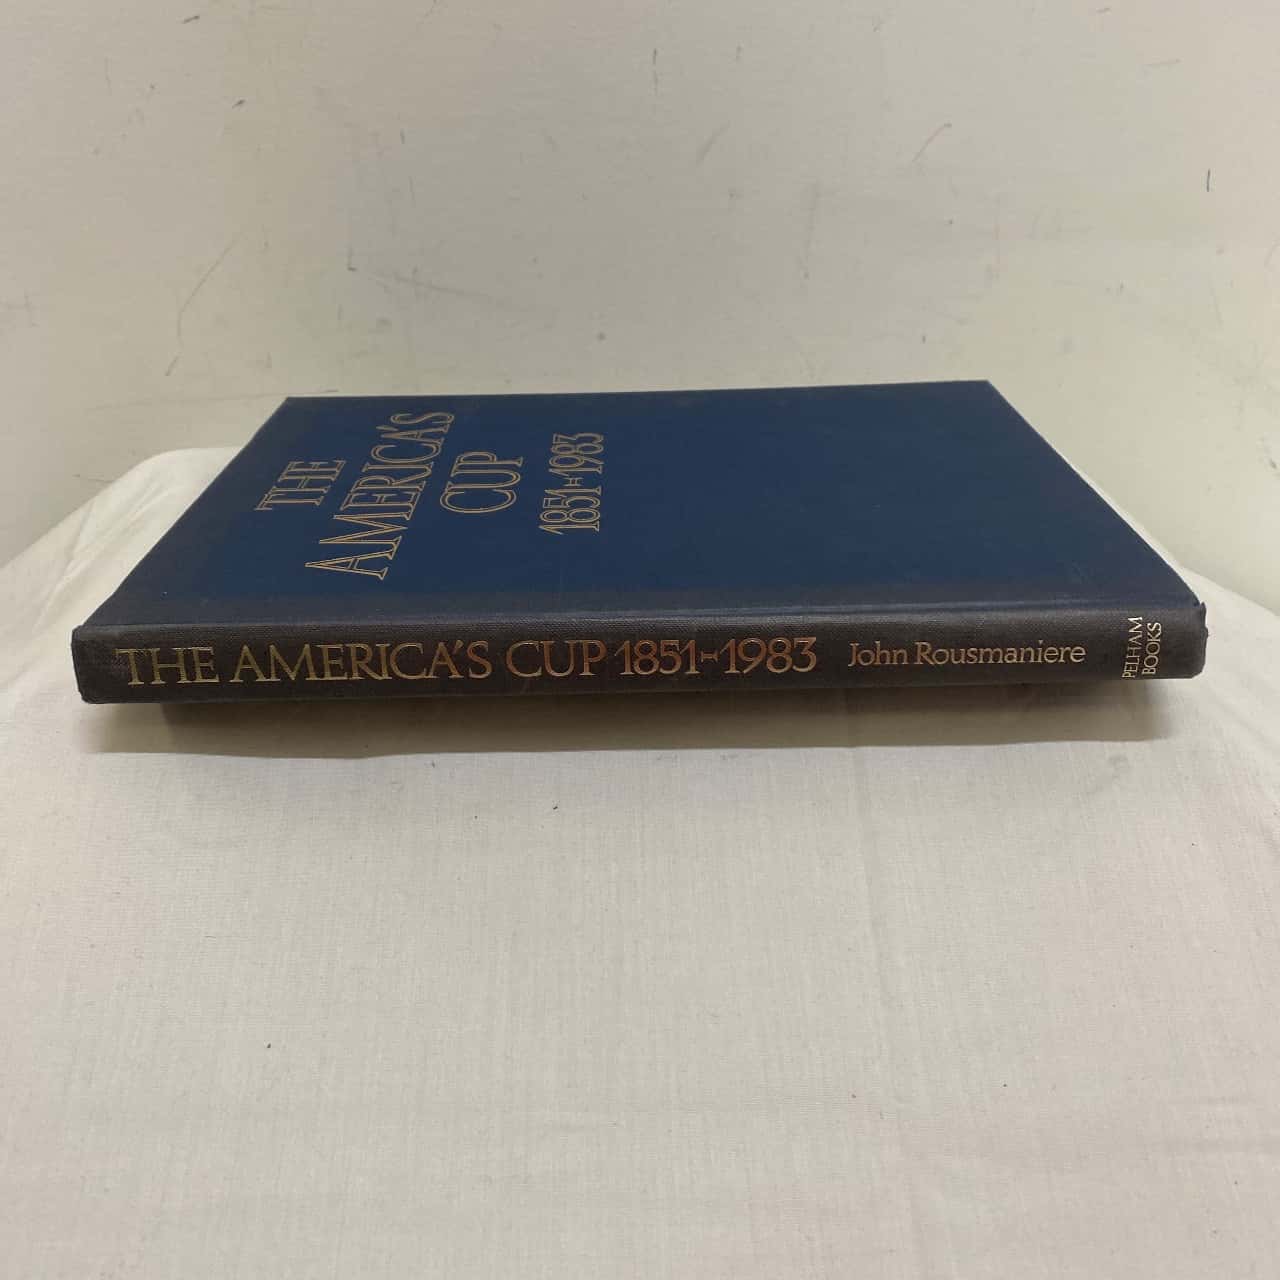 THE
AMERICA'S
CUP
1851-1983
THE AMERICA'S CUP 1851-1983 John Rousmaniere PELHAM
BOOKS